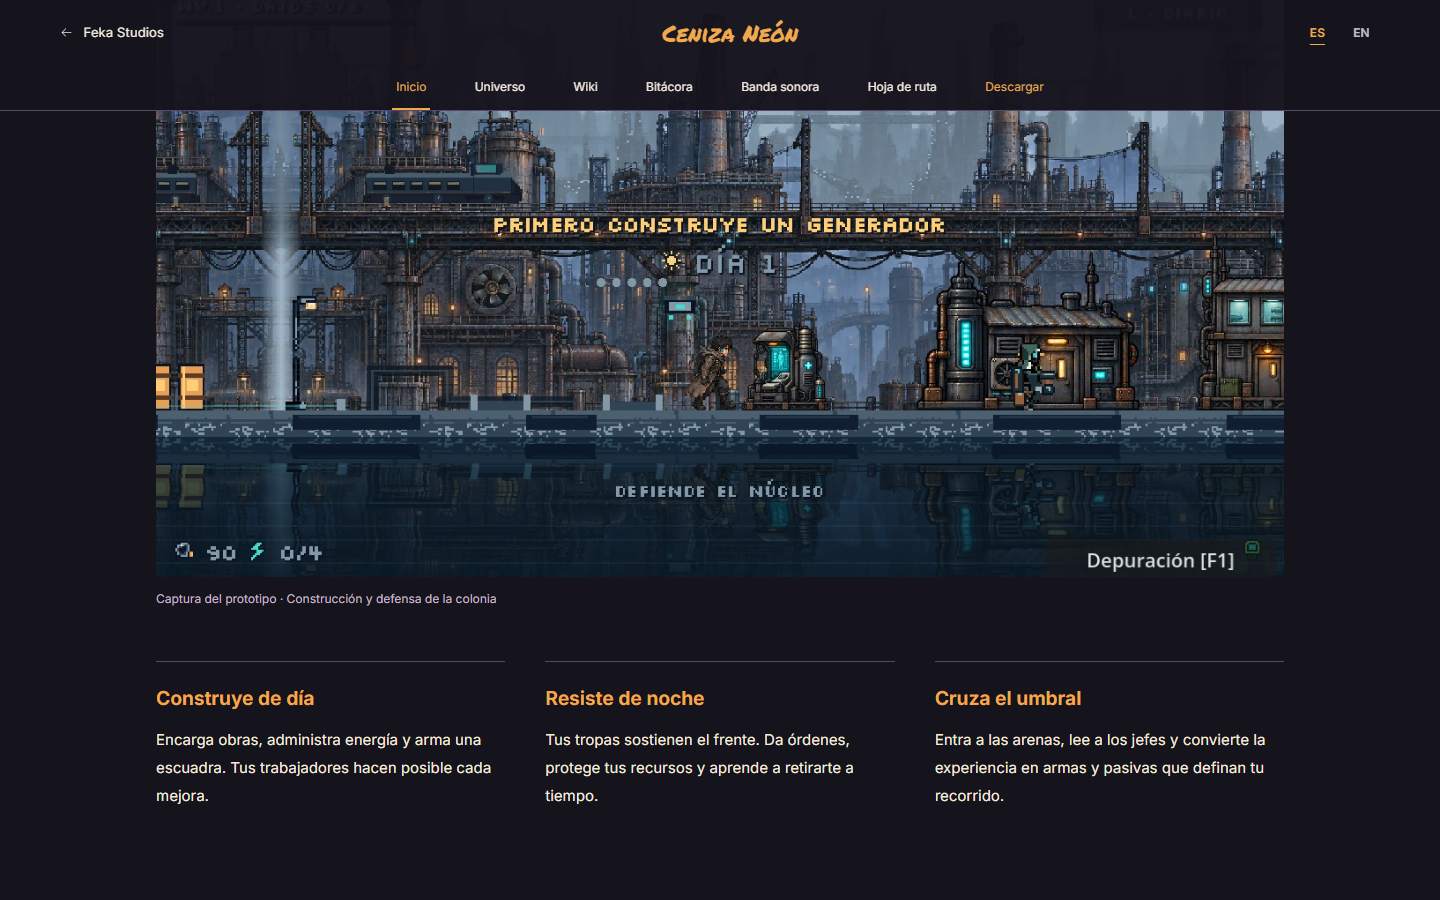 ← Feka Studios
Ceniza Neón
ES
EN
Inicio
Universo
Wiki
Bitácora
Banda sonora
Hoja de ruta
Descargar
PRIMERO CONSTRUYE UN GENERADOR
DÍA 1
DEFIENDE EL NÚCLEO
90
0/4
Depuración [F1]
Captura del prototipo · Construcción y defensa de la colonia
Construye de día
Encarga obras, administra energía y arma una
escuadra. Tus trabajadores hacen posible cada
mejora.
Resiste de noche
Tus tropas sostienen el frente. Da órdenes,
protege tus recursos y aprende a retirarte a
tiempo.
Cruza el umbral
Entra a las arenas, lee a los jefes y convierte la
experiencia en armas y pasivas que definan tu
recorrido.